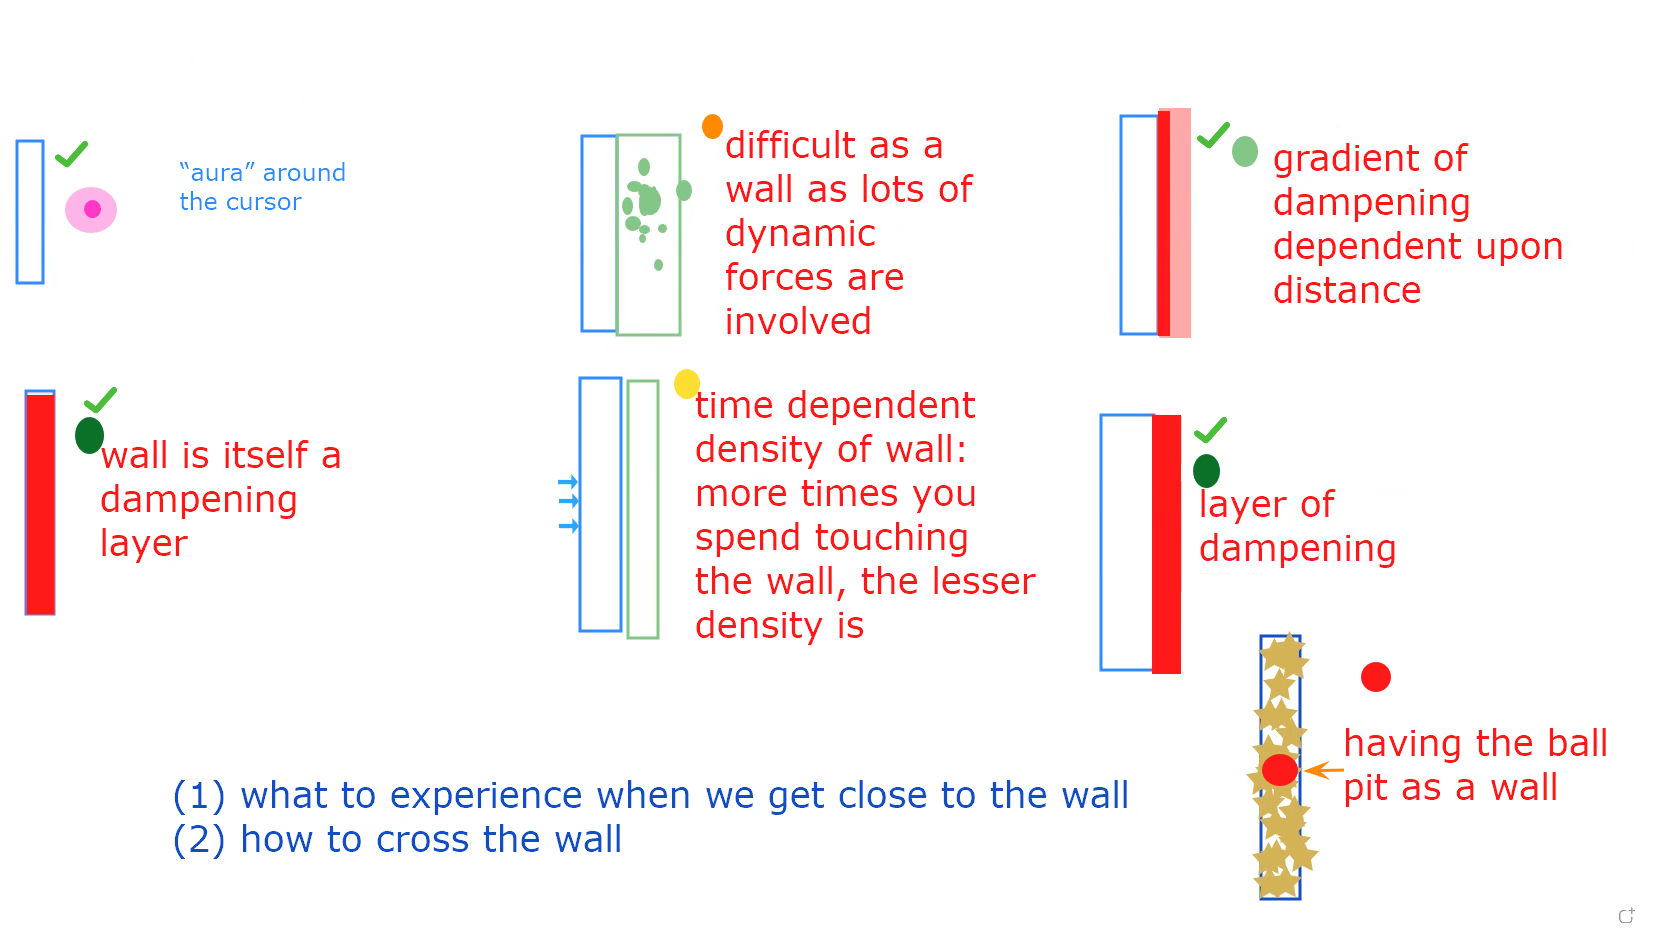 “aura” around
the cursor
difficult as a
wall as lots of
dynamic
forces are
involved
gradient of
dampening
dependent upon
distance
wall is itself a
dampening
layer
time dependent
density of wall:
more times you
spend touching
the wall, the lesser
density is
layer of
dampening
having the ball
pit as a wall
(1) what to experience when we get close to the wall
(2) how to cross the wall